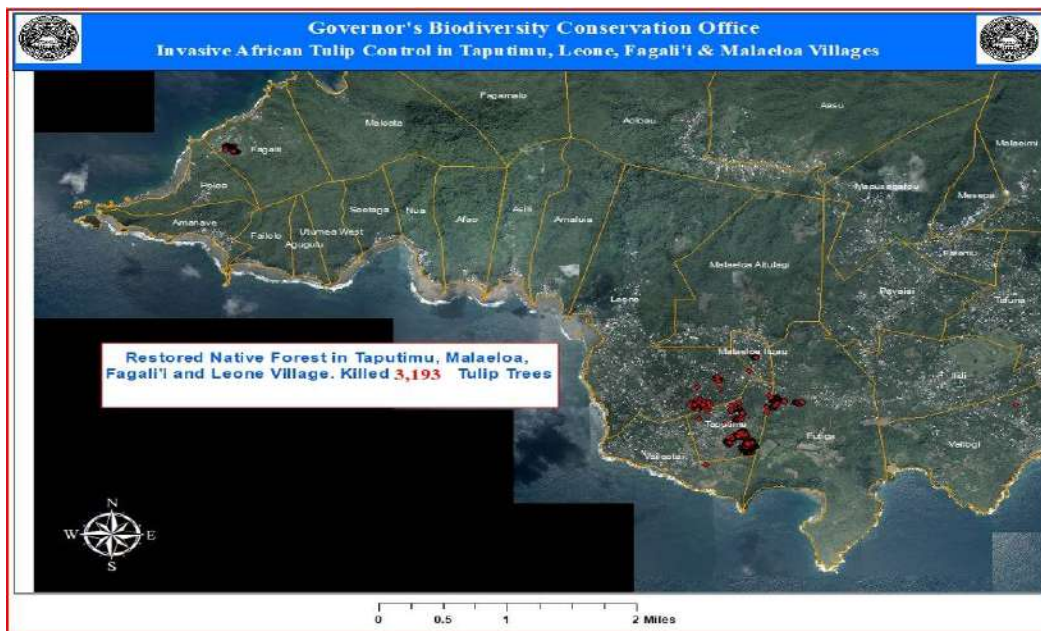 Governor's Biodiversity Conservation Office
Invasive African Tulip Control in Taputimu, Leone, Fagali'i & Malaeloa Villages
Fagamalo
Aasu
Maloata
Aoloau
Malaeimi
Fagalii
Mesepa
Poloa
Seetaga
Nua
Afao
Asili
Amaluia
Amanave
Utumea West
Failolo
Agugulu
Malaeloa Aitulagi
Faleniu
Pavaiai
Leone
Tafuna
Restored Native Forest in Taputimu, Malaeloa,
Fagali'i and Leone Village. Killed 3,193 Tulip Trees
Malaeloa Ituau
Iliili
Taputimu
Futiga
Vaitogi
Vailoatai
N
W E
S
0 0.5 1 2 Miles